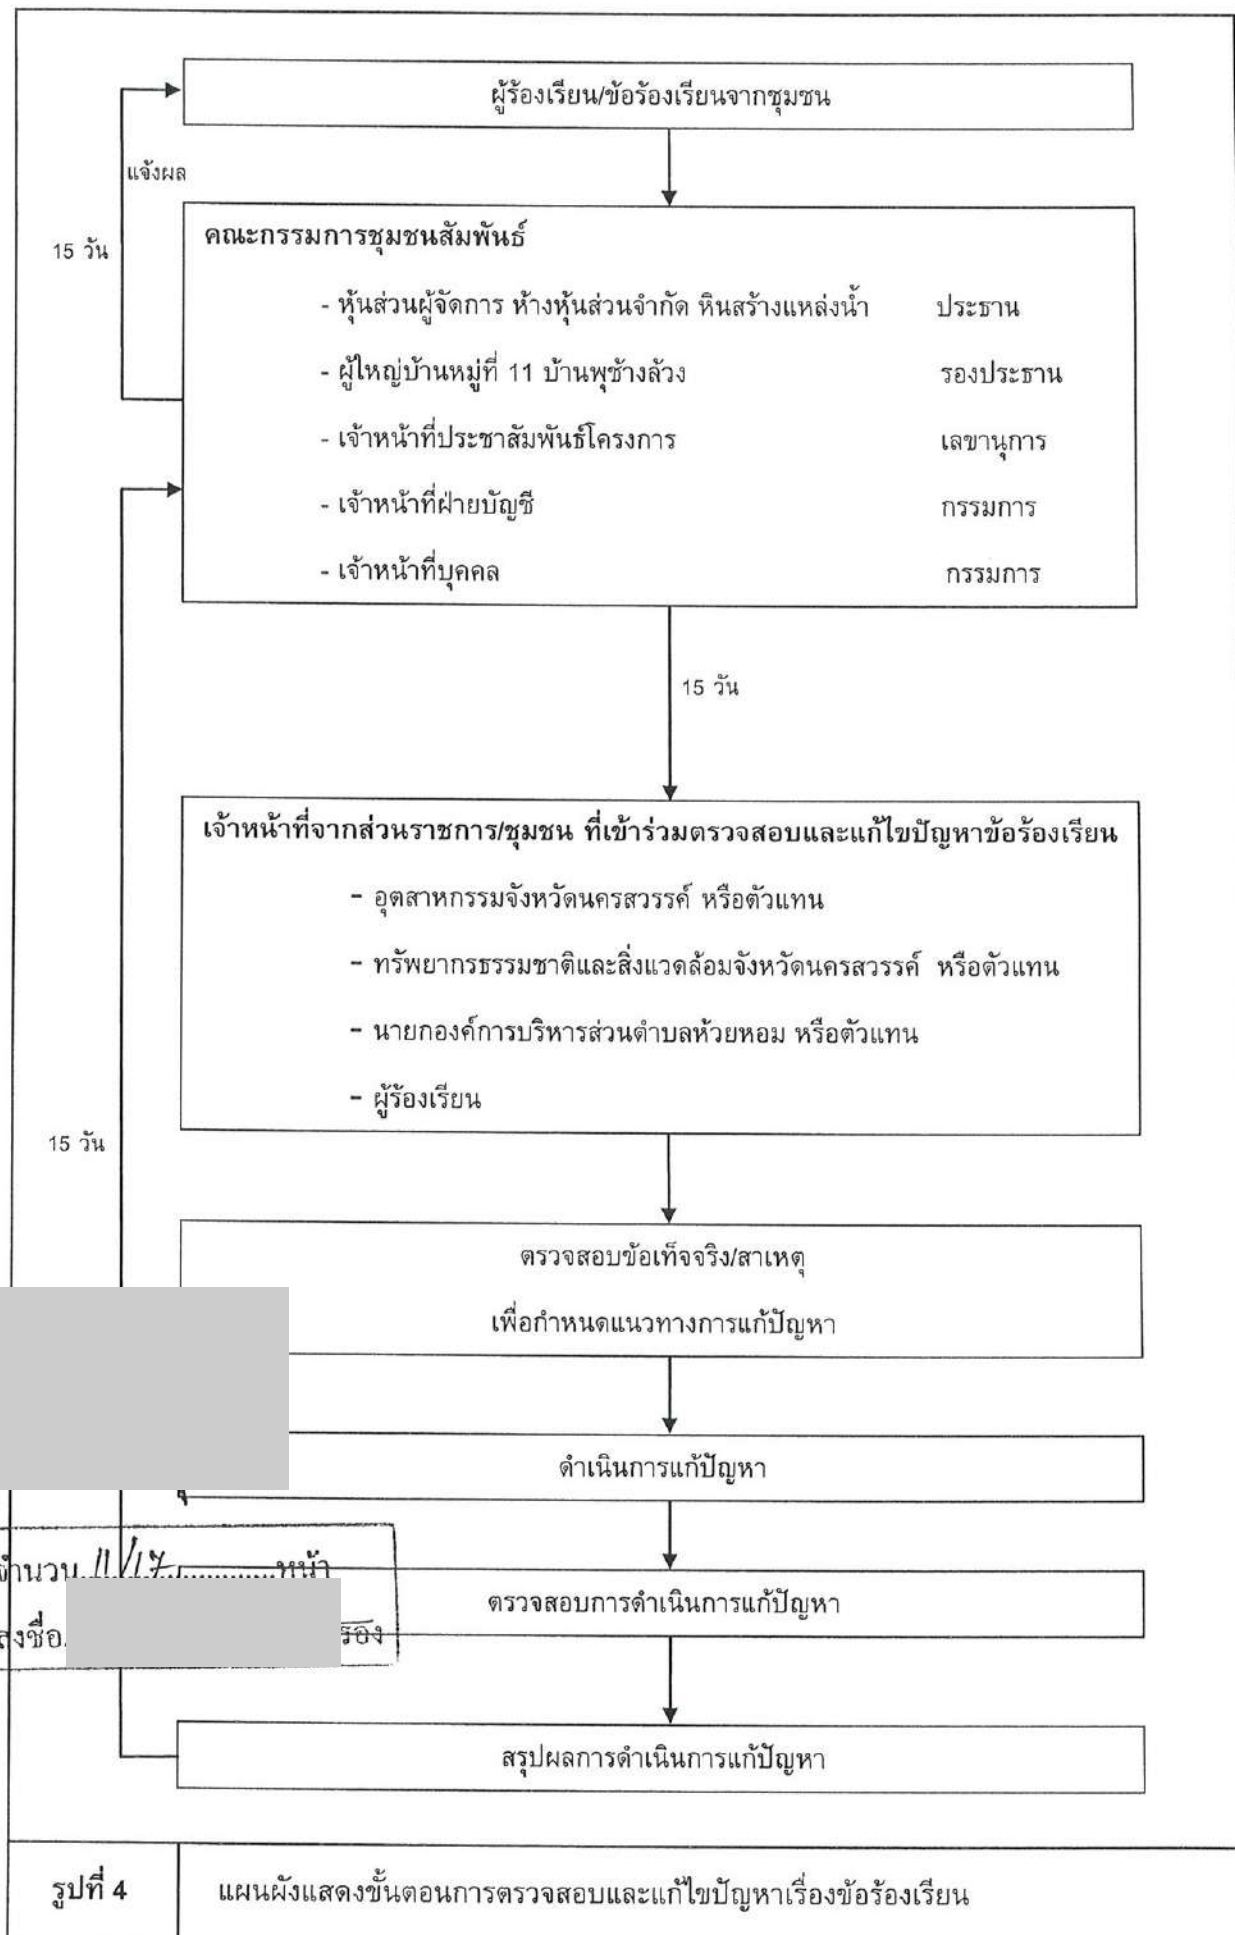 ผู้ร้องเรียน/ข้อร้องเรียนจากชุมชน
แจ้งผล
15 วัน
คณะกรรมการชุมชนสัมพันธ์
- หุ้นส่วนผู้จัดการ ห้างหุ้นส่วนจำกัด หินสร้างแหล่งน้ำ ประธาน
- ผู้ใหญ่บ้านหมู่ที่ 11 บ้านพุช้างล้วง รองประธาน
- เจ้าหน้าที่ประชาสัมพันธ์โครงการ เลขานุการ
- เจ้าหน้าที่ฝ่ายบัญชี กรรมการ
- เจ้าหน้าที่บุคคล กรรมการ
15 วัน
เจ้าหน้าที่จากส่วนราชการ/ชุมชน ที่เข้าร่วมตรวจสอบและแก้ไขปัญหาข้อร้องเรียน
- อุตสาหกรรมจังหวัดนครสวรรค์ หรือตัวแทน
- ทรัพยากรธรรมชาติและสิ่งแวดล้อมจังหวัดนครสวรรค์ หรือตัวแทน
- นายกองค์การบริหารส่วนตำบลห้วยหอม หรือตัวแทน
- ผู้ร้องเรียน
15 วัน
ตรวจสอบข้อเท็จจริง/สาเหตุ
เพื่อกำหนดแนวทางการแก้ปัญหา
ดำเนินการแก้ปัญหา
จำนวน 11/17 หน้า
ตรวจสอบการดำเนินการแก้ปัญหา
ลงชื่อ
สรุปผลการดำเนินการแก้ปัญหา
รูปที่ 4 แผนผังแสดงขั้นตอนการตรวจสอบและแก้ไขปัญหาเรื่องข้อร้องเรียน